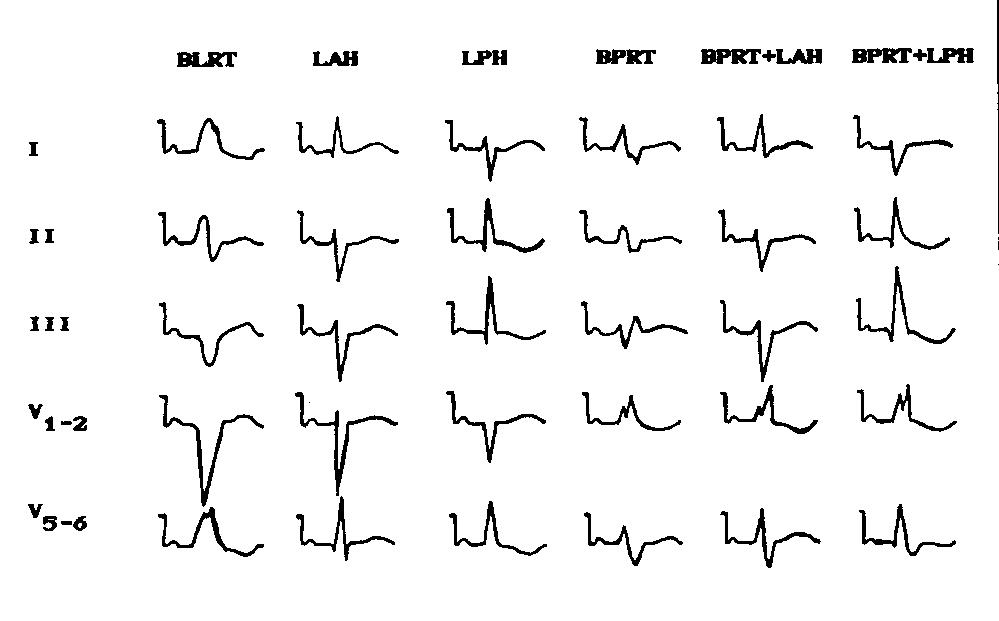 BLRT LAH LPH BPRT BPRT+LAH BPRT+LPH
I
II
III
V1-2
V5-6